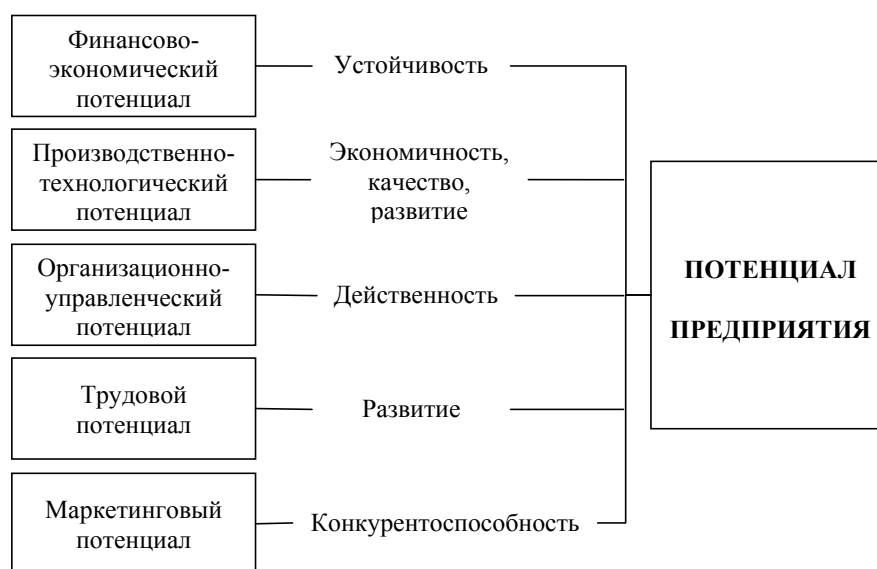 Финансово-
экономический
потенциал
Устойчивость
Производственно-
технологический
потенциал
Экономичность,
качество,
развитие
Организационно-
управленческий
потенциал
Действенность
Трудовой
потенциал
Развитие
Маркетинговый
потенциал
Конкурентоспособность
ПОТЕНЦИАЛ
ПРЕДПРИЯТИЯ